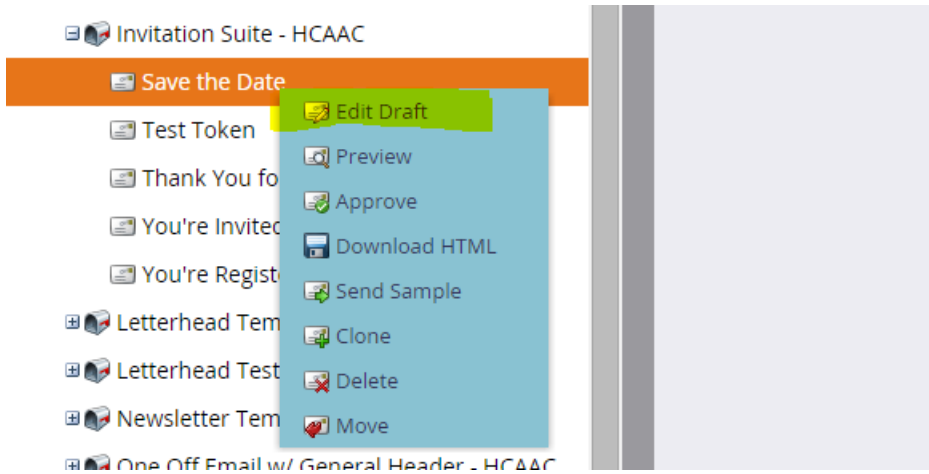 Invitation Suite - HCAAC
Save the Date
Edit Draft
Test Token
Preview
Thank You fo
Approve
You're Invited
Download HTML
You're Regist
Send Sample
Letterhead Tem
Clone
Letterhead Test
Delete
Newsletter Tem
Move
One Off Email w/ General Header - HCAAC